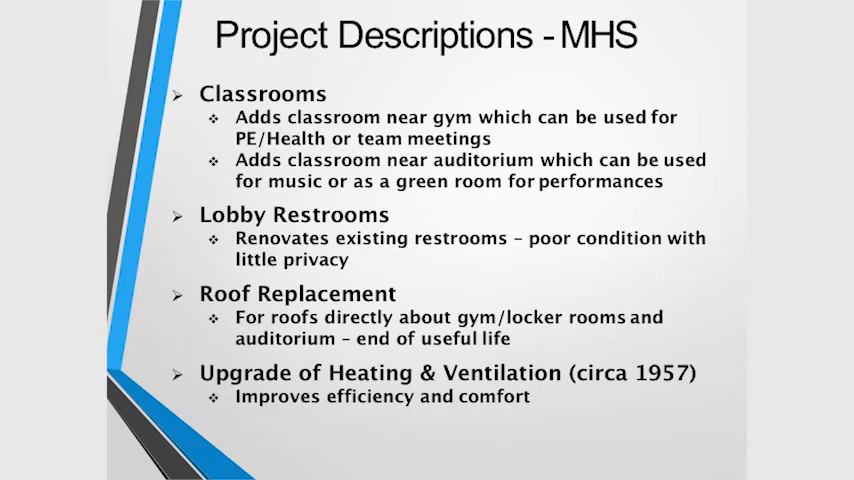 Project Descriptions - MHS
Classrooms
Adds classroom near gym which can be used for
PE/Health or team meetings
Adds classroom near auditorium which can be used
for music or as a green room for performances
Lobby Restrooms
Renovates existing restrooms – poor condition with
little privacy
Roof Replacement
For roofs directly about gym/locker rooms and
auditorium – end of useful life
Upgrade of Heating & Ventilation (circa 1957)
Improves efficiency and comfort